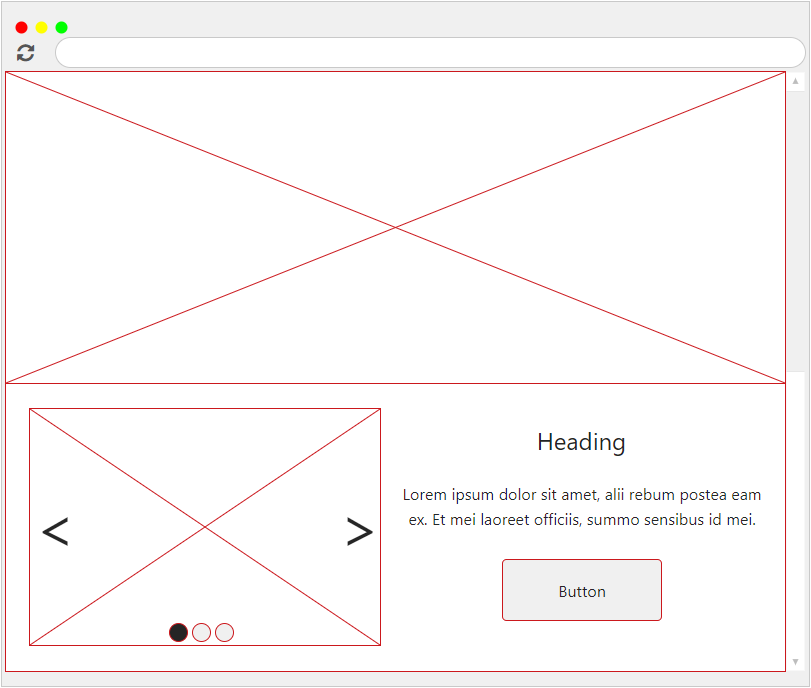 Heading
<
>
Lorem ipsum dolor sit amet, alii rebum postea eam
ex. Et mei laoreet officiis, summo sensibus id mei.
Button